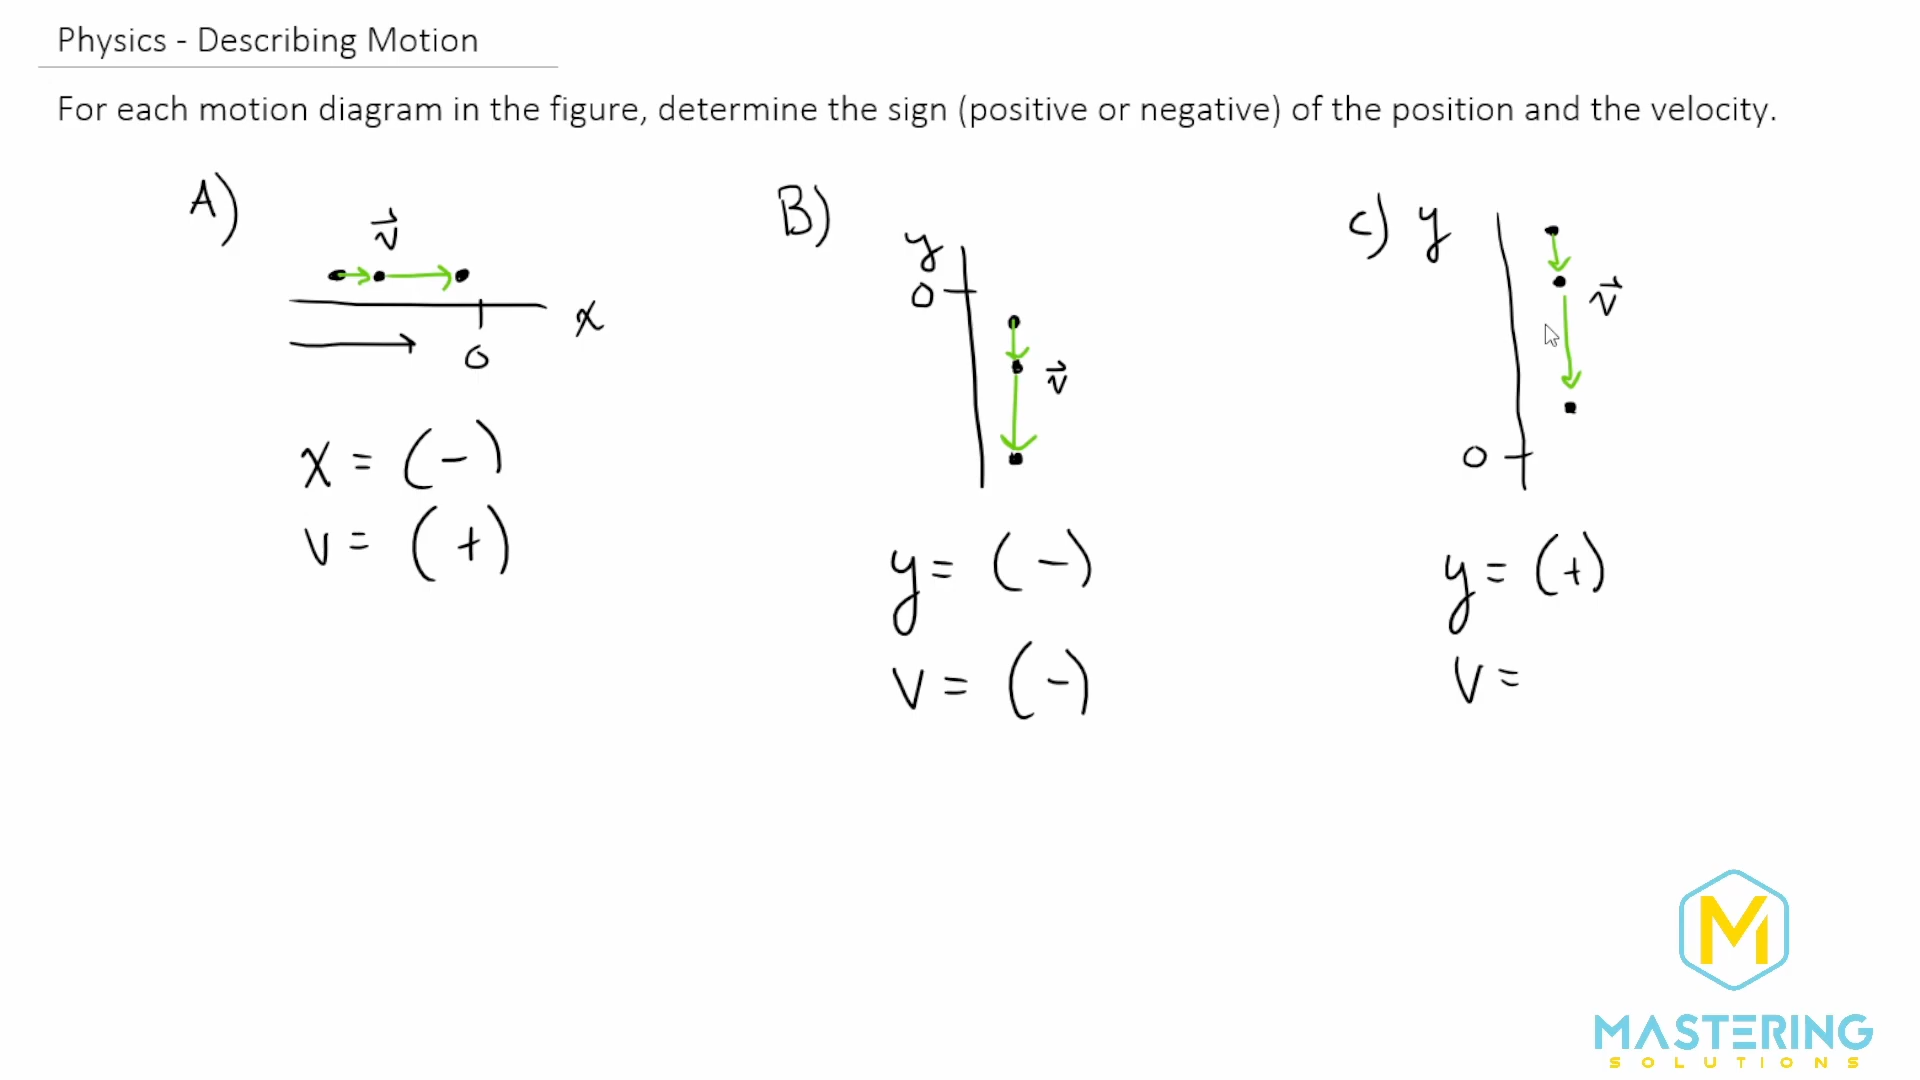 Physics - Describing Motion
For each motion diagram in the figure, determine the sign (positive or negative) of the position and the velocity.
A)
v⃗
x
0
x = (-)
v = (+)
B)
y
0
v⃗
y = (-)
v = (-)
C)
y
v⃗
0
y = (+)
v =
M
MASTERING
SOLUTIONS